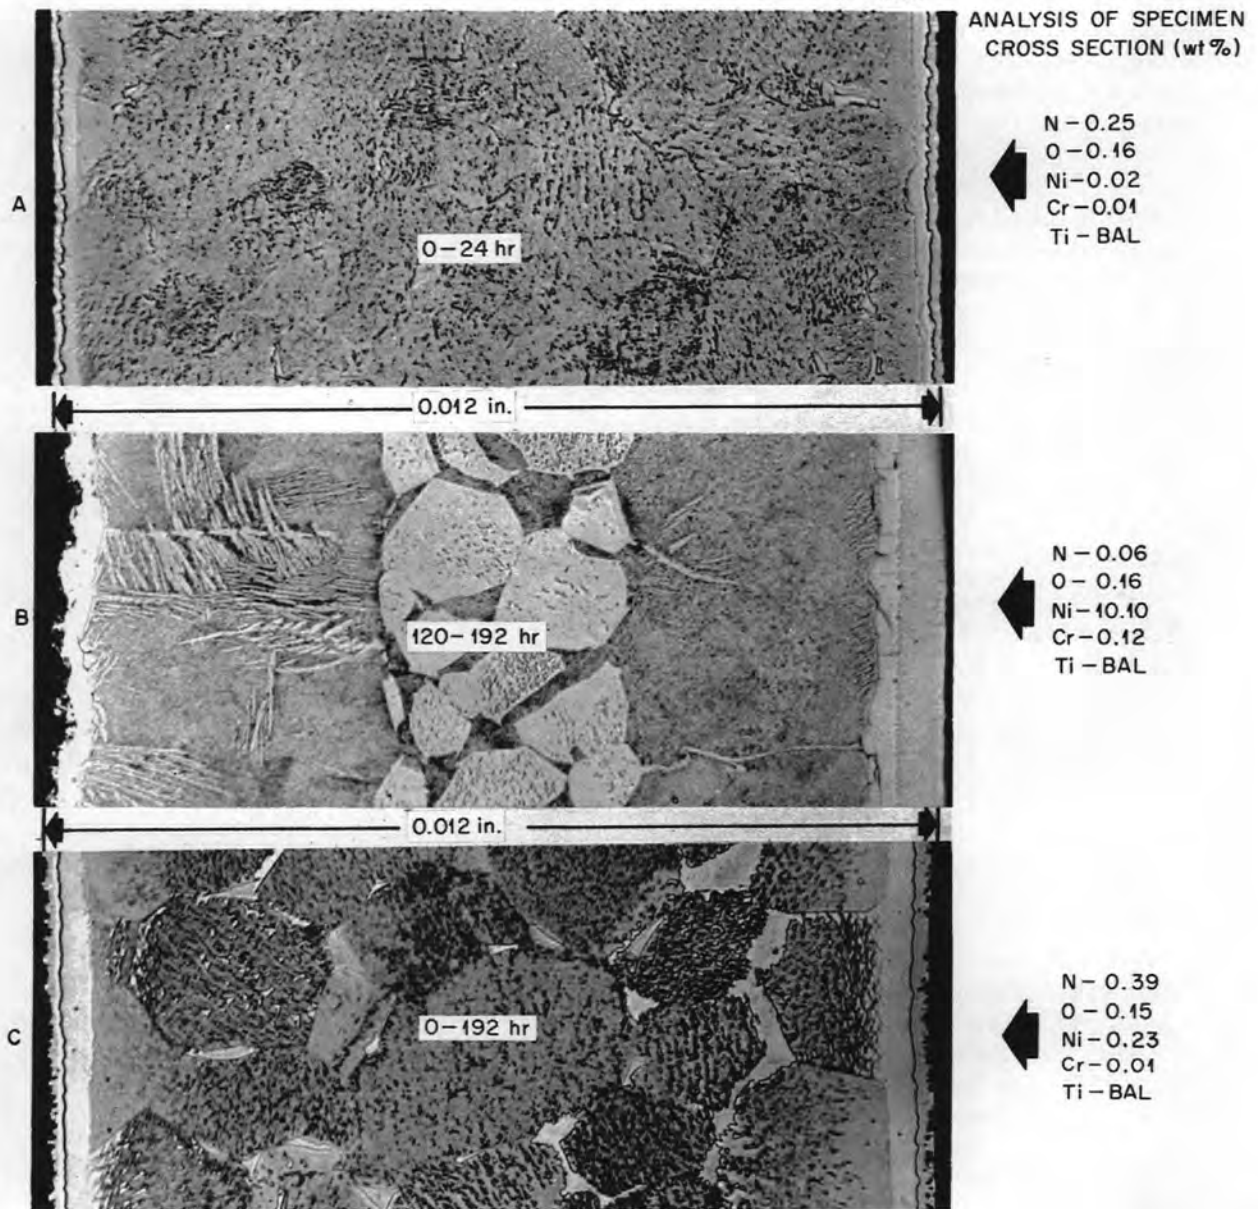 ANALYSIS OF SPECIMEN
CROSS SECTION (wt %)
A
0-24 hr
N - 0.25
O - 0.16
Ni - 0.02
Cr - 0.01
Ti - BAL
0.012 in.
B
120-192 hr
N - 0.06
O - 0.16
Ni - 10.10
Cr - 0.12
Ti - BAL
0.012 in.
C
0-192 hr
N - 0.39
O - 0.15
Ni - 0.23
Cr - 0.01
Ti - BAL